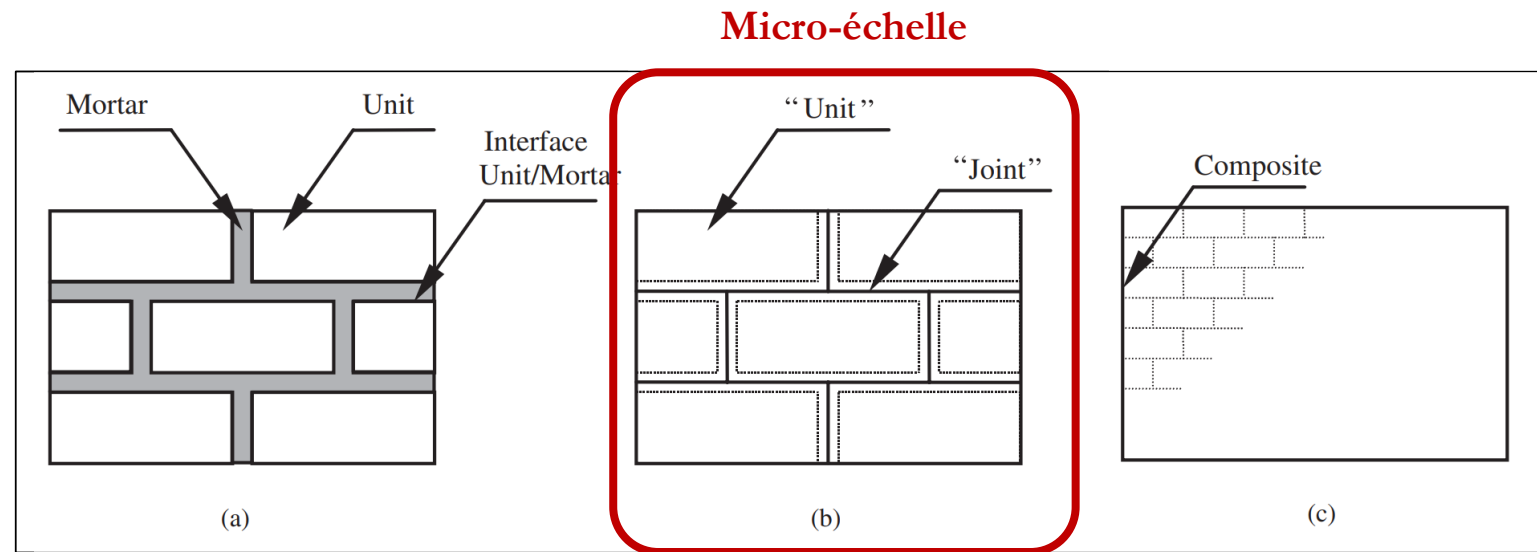 Micro-échelle
Mortar
Unit
Interface
Unit/Mortar
(a)
“Unit”
“Joint”
(b)
Composite
(c)